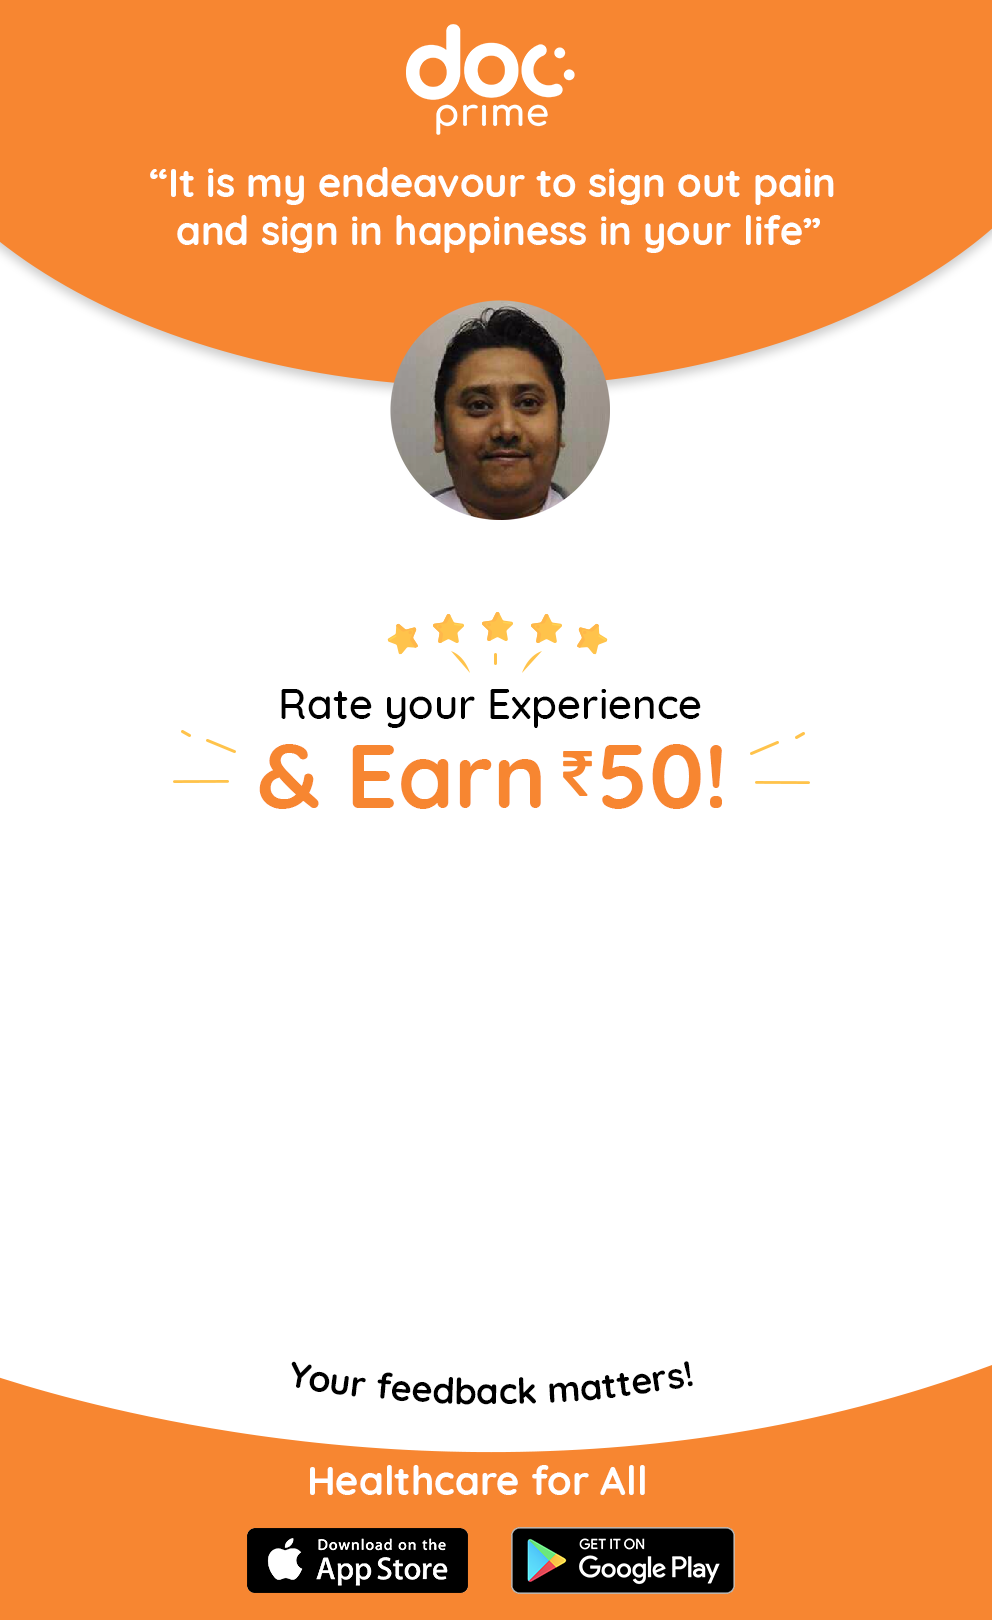 doc
prime
“It is my endeavour to sign out pain
and sign in happiness in your life”
Rate your Experience
& Earn ₹50!
Your feedback matters!
Healthcare for All
Download on the
App Store
GET IT ON
Google Play